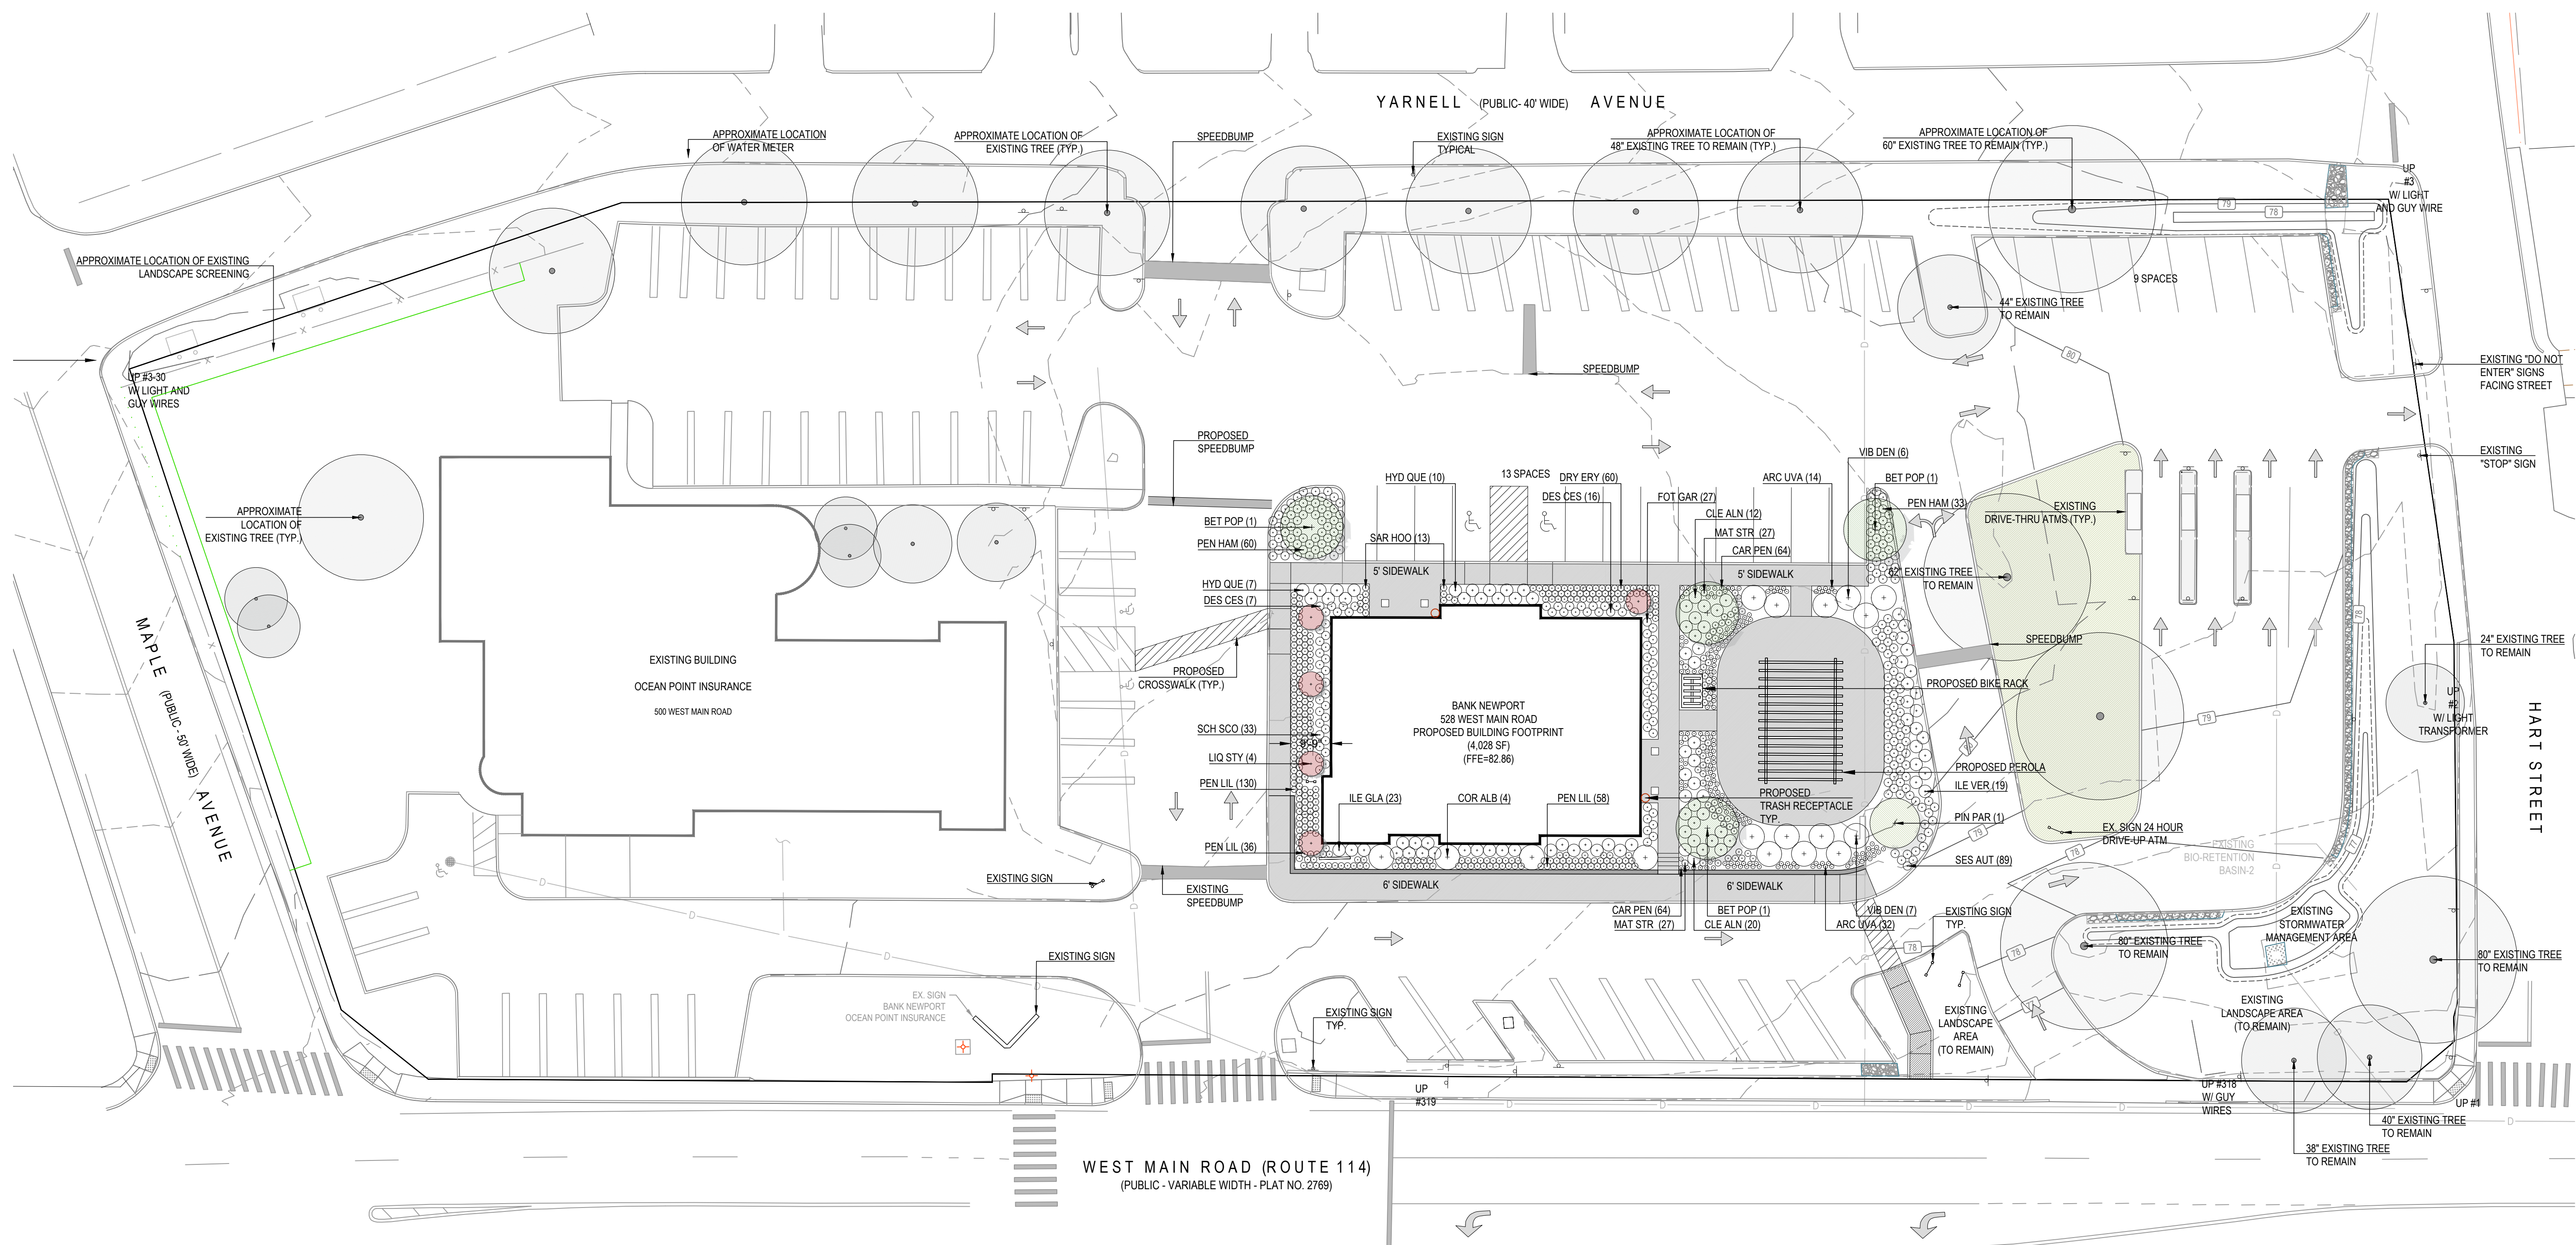 YARNELL (PUBLIC- 40' WIDE) AVENUE
APPROXIMATE LOCATION
OF WATER METER
APPROXIMATE LOCATION OF
EXISTING TREE (TYP.)
SPEEDBUMP
EXISTING SIGN
TYPICAL
APPROXIMATE LOCATION OF
48" EXISTING TREE TO REMAIN (TYP.)
APPROXIMATE LOCATION OF
60" EXISTING TREE TO REMAIN (TYP.)
UP
#3
W/ LIGHT
AND GUY WIRE
79
78
APPROXIMATE LOCATION OF EXISTING
LANDSCAPE SCREENING
9 SPACES
44" EXISTING TREE
TO REMAIN
80
SPEEDBUMP
EXISTING "DO NOT
ENTER" SIGNS
FACING STREET
UP #3-30
W/ LIGHT AND
GUY WIRES
PROPOSED
SPEEDBUMP
EXISTING
"STOP" SIGN
VIB DEN (6)
HYD QUE (10)
13 SPACES
DRY ERY (60)
ARC UVA (14)
BET POP (1)
DES CES (16)
FOT GAR (27)
PEN HAM (33)
EXISTING
DRIVE-THRU ATMS (TYP.)
APPROXIMATE
LOCATION OF
EXISTING TREE (TYP.)
BET POP (1)
CLE ALN (12)
MAT STR (27)
PEN HAM (60)
SAR HOO (13)
CAR PEN (64)
5' SIDEWALK
5' SIDEWALK
62" EXISTING TREE
TO REMAIN
HYD QUE (7)
DES CES (7)
78
MAPLE (PUBLIC - 50' WIDE) AVENUE
EXISTING BUILDING
OCEAN POINT INSURANCE
500 WEST MAIN ROAD
PROPOSED
CROSSWALK (TYP.)
SPEEDBUMP
24" EXISTING TREE
TO REMAIN
PROPOSED BIKE RACK
UP
#2
W/ LIGHT
TRANSFORMER
79
HART STREET
BANK NEWPORT
528 WEST MAIN ROAD
PROPOSED BUILDING FOOTPRINT
(4,028 SF)
(FFE=82.86)
SCH SCO (33)
9'-9"
LIQ STY (4)
PROPOSED PEROLA
PEN LIL (130)
ILE GLA (23)
COR ALB (4)
PEN LIL (58)
PROPOSED
TRASH RECEPTACLE
TYP.
ILE VER (19)
PIN PAR (1)
79
EX. SIGN 24 HOUR
DRIVE-UP ATM
77
PEN LIL (36)
78
EXISTING
BIO-RETENTION
BASIN-2
SES AUT (89)
EXISTING SIGN
EXISTING
SPEEDBUMP
6' SIDEWALK
6' SIDEWALK
CAR PEN (64)
BET POP (1)
VIB DEN (7)
MAT STR (27)
CLE ALN (20)
ARC UVA (32)
EXISTING SIGN
TYP.
EXISTING
STORMWATER
MANAGEMENT AREA
78
78
80" EXISTING TREE
TO REMAIN
80" EXISTING TREE
TO REMAIN
EXISTING SIGN
EX. SIGN
BANK NEWPORT
OCEAN POINT INSURANCE
EXISTING SIGN
TYP.
EXISTING
LANDSCAPE
AREA
(TO REMAIN)
EXISTING
LANDSCAPE AREA
(TO REMAIN)
UP
#319
UP #318
W/ GUY
WIRES
UP #1
40" EXISTING TREE
TO REMAIN
38" EXISTING TREE
TO REMAIN
WEST MAIN ROAD (ROUTE 114)
(PUBLIC - VARIABLE WIDTH - PLAT NO. 2769)